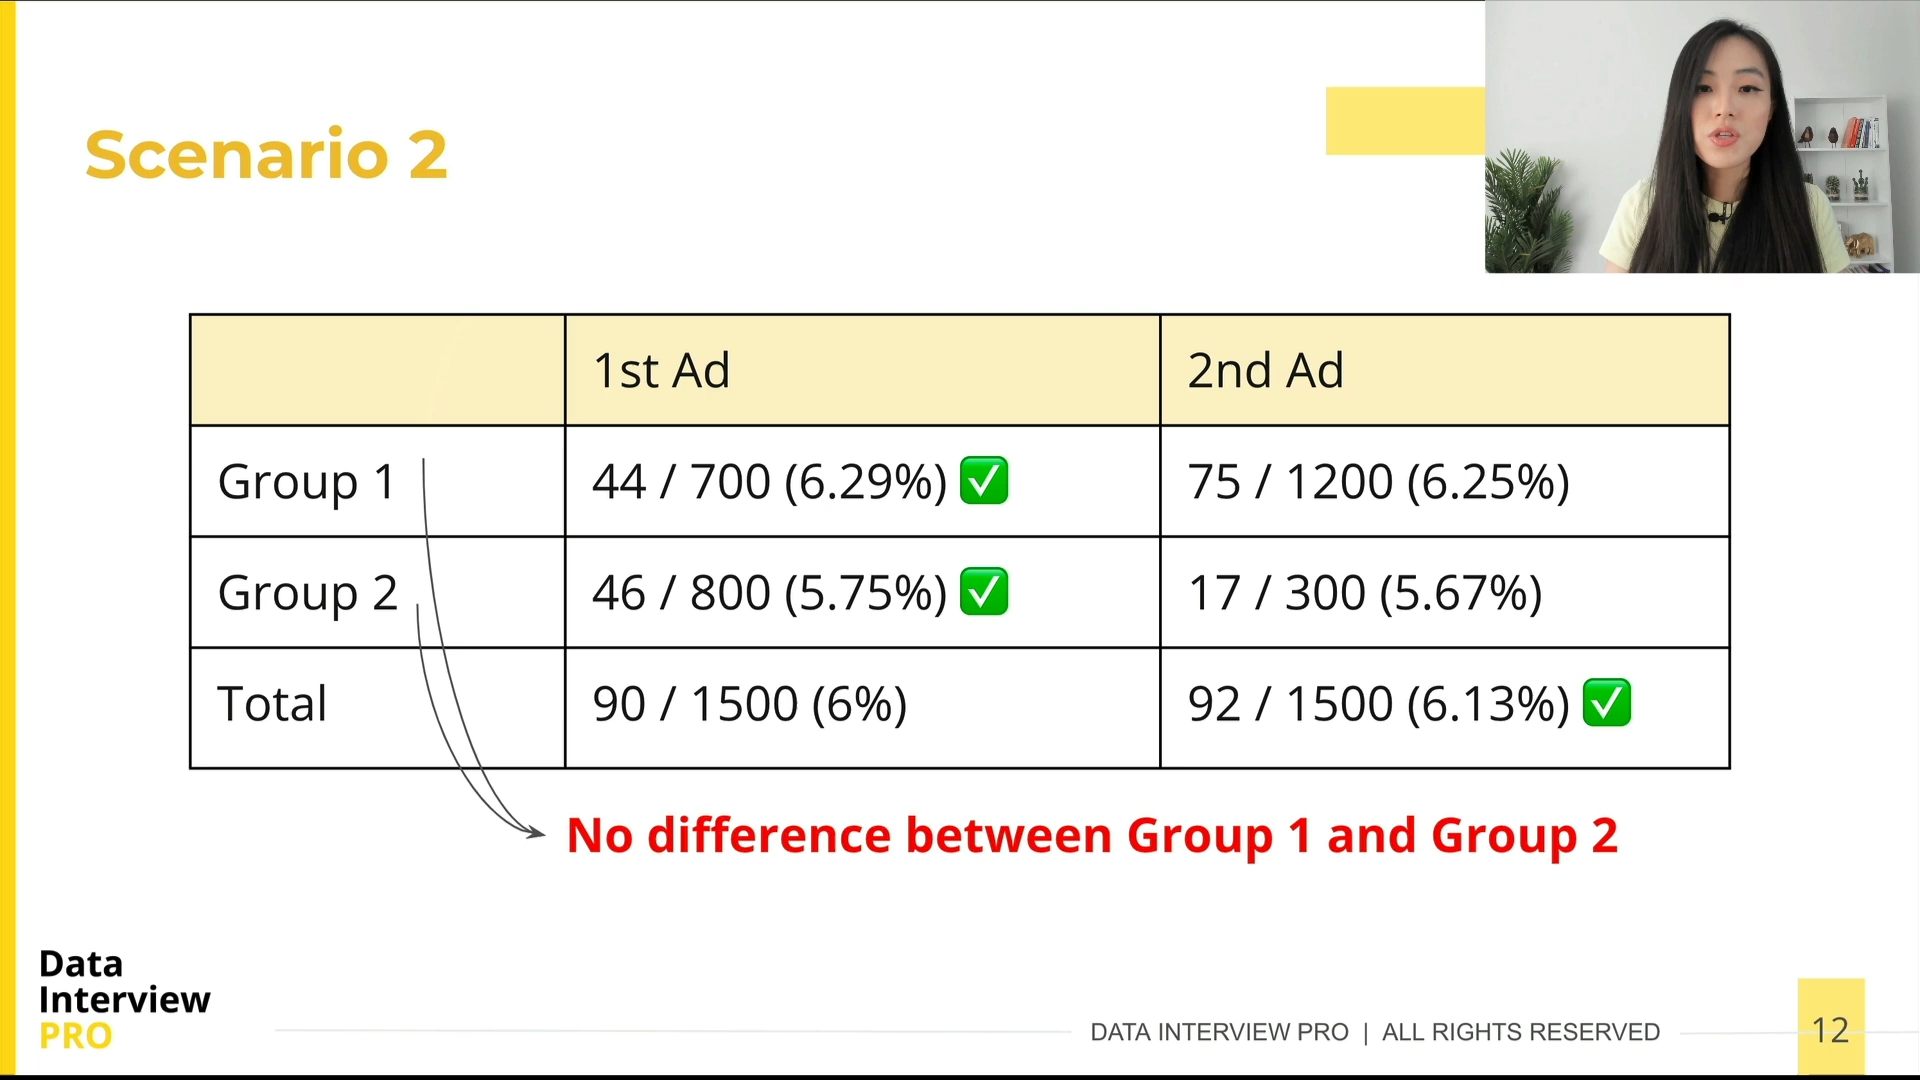 Scenario 2
1st Ad 2nd Ad
Group 1 44 / 700 (6.29%) ✅ 75 / 1200 (6.25%)
Group 2 46 / 800 (5.75%) ✅ 17 / 300 (5.67%)
Total 90 / 1500 (6%) 92 / 1500 (6.13%) ✅
No difference between Group 1 and Group 2
Data
Interview
PRO
DATA INTERVIEW PRO | ALL RIGHTS RESERVED
12